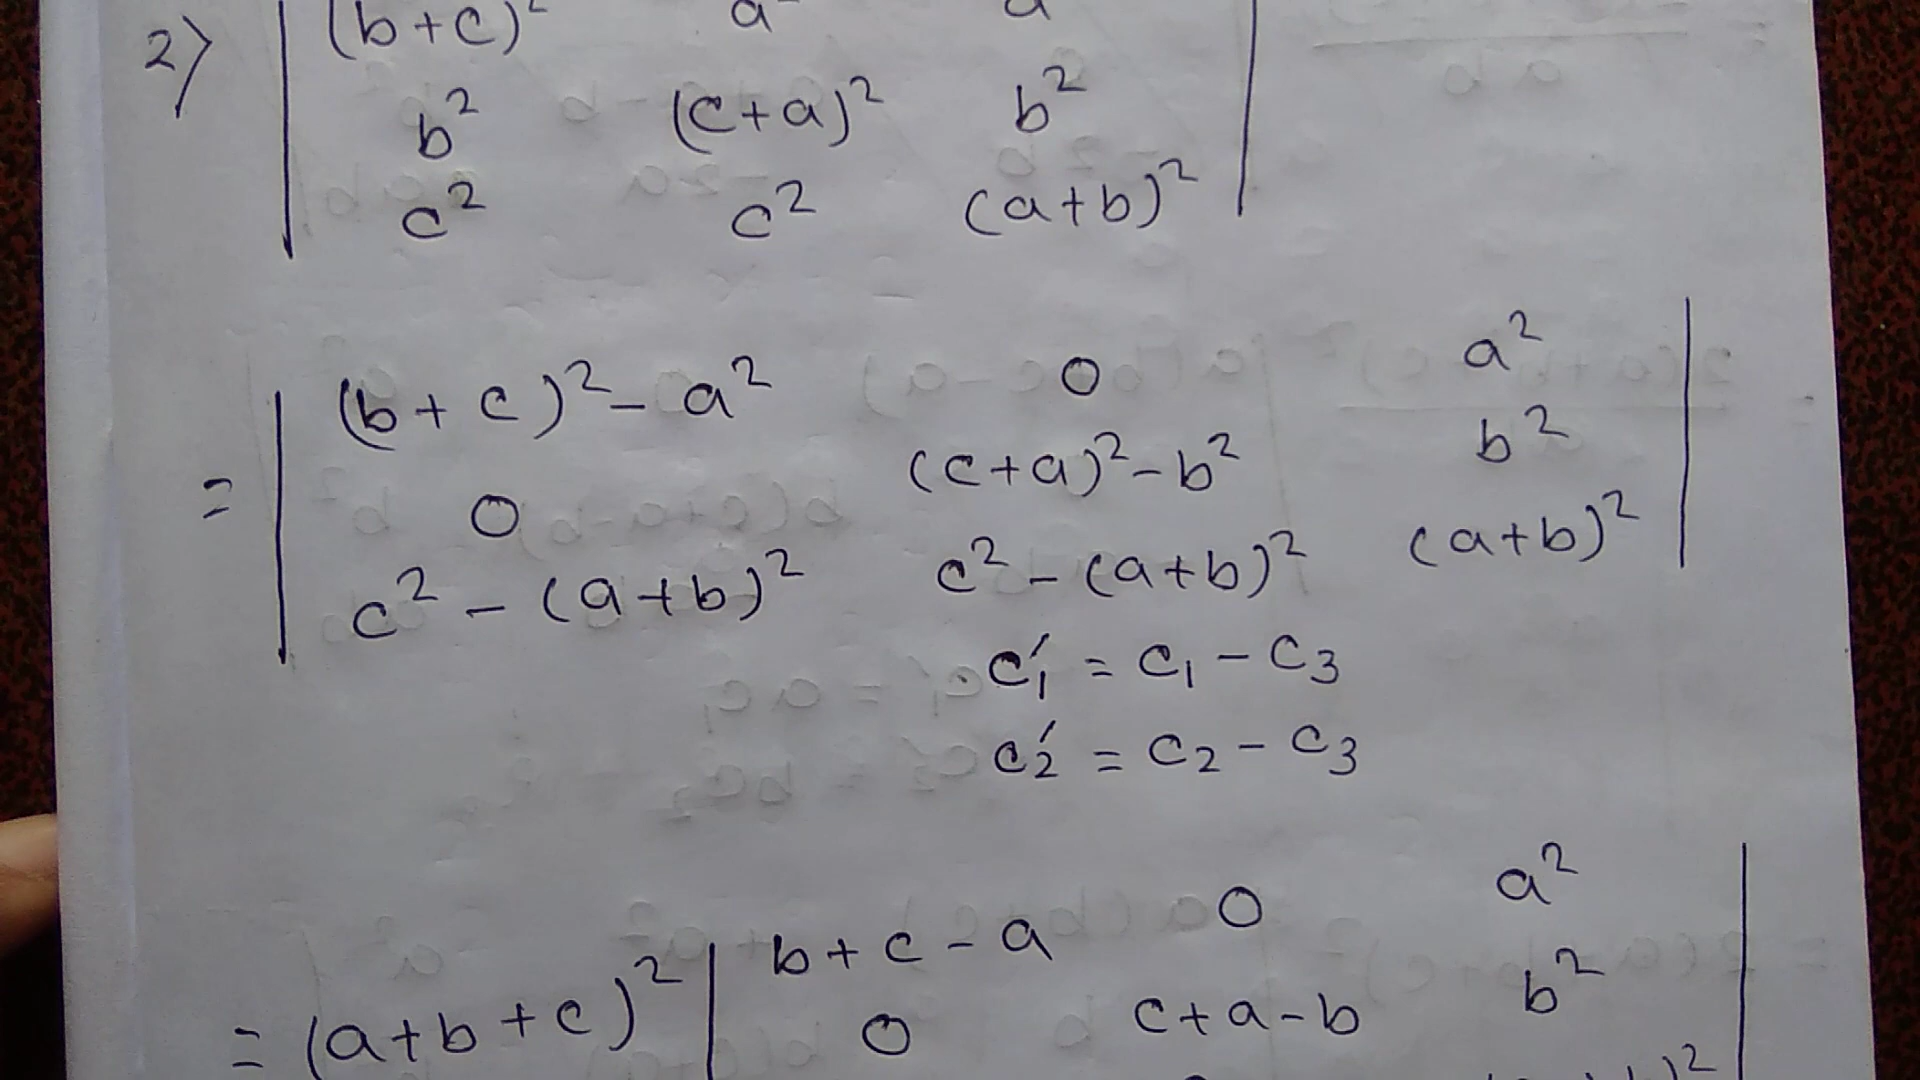 2) | (b+c)² a² a² |
| b² (c+a)² b² |
| c² c² (a+b)² |
= | (b+c)²-a² 0 a² |
| 0 (c+a)²-b² b² |
| c²-(a+b)² c²-(a+b)² (a+b)² |
c₁′ = c₁ - c₃
c₂′ = c₂ - c₃
= (a+b+c)² | b+c-a 0 a² |
| 0 c+a-b b² |